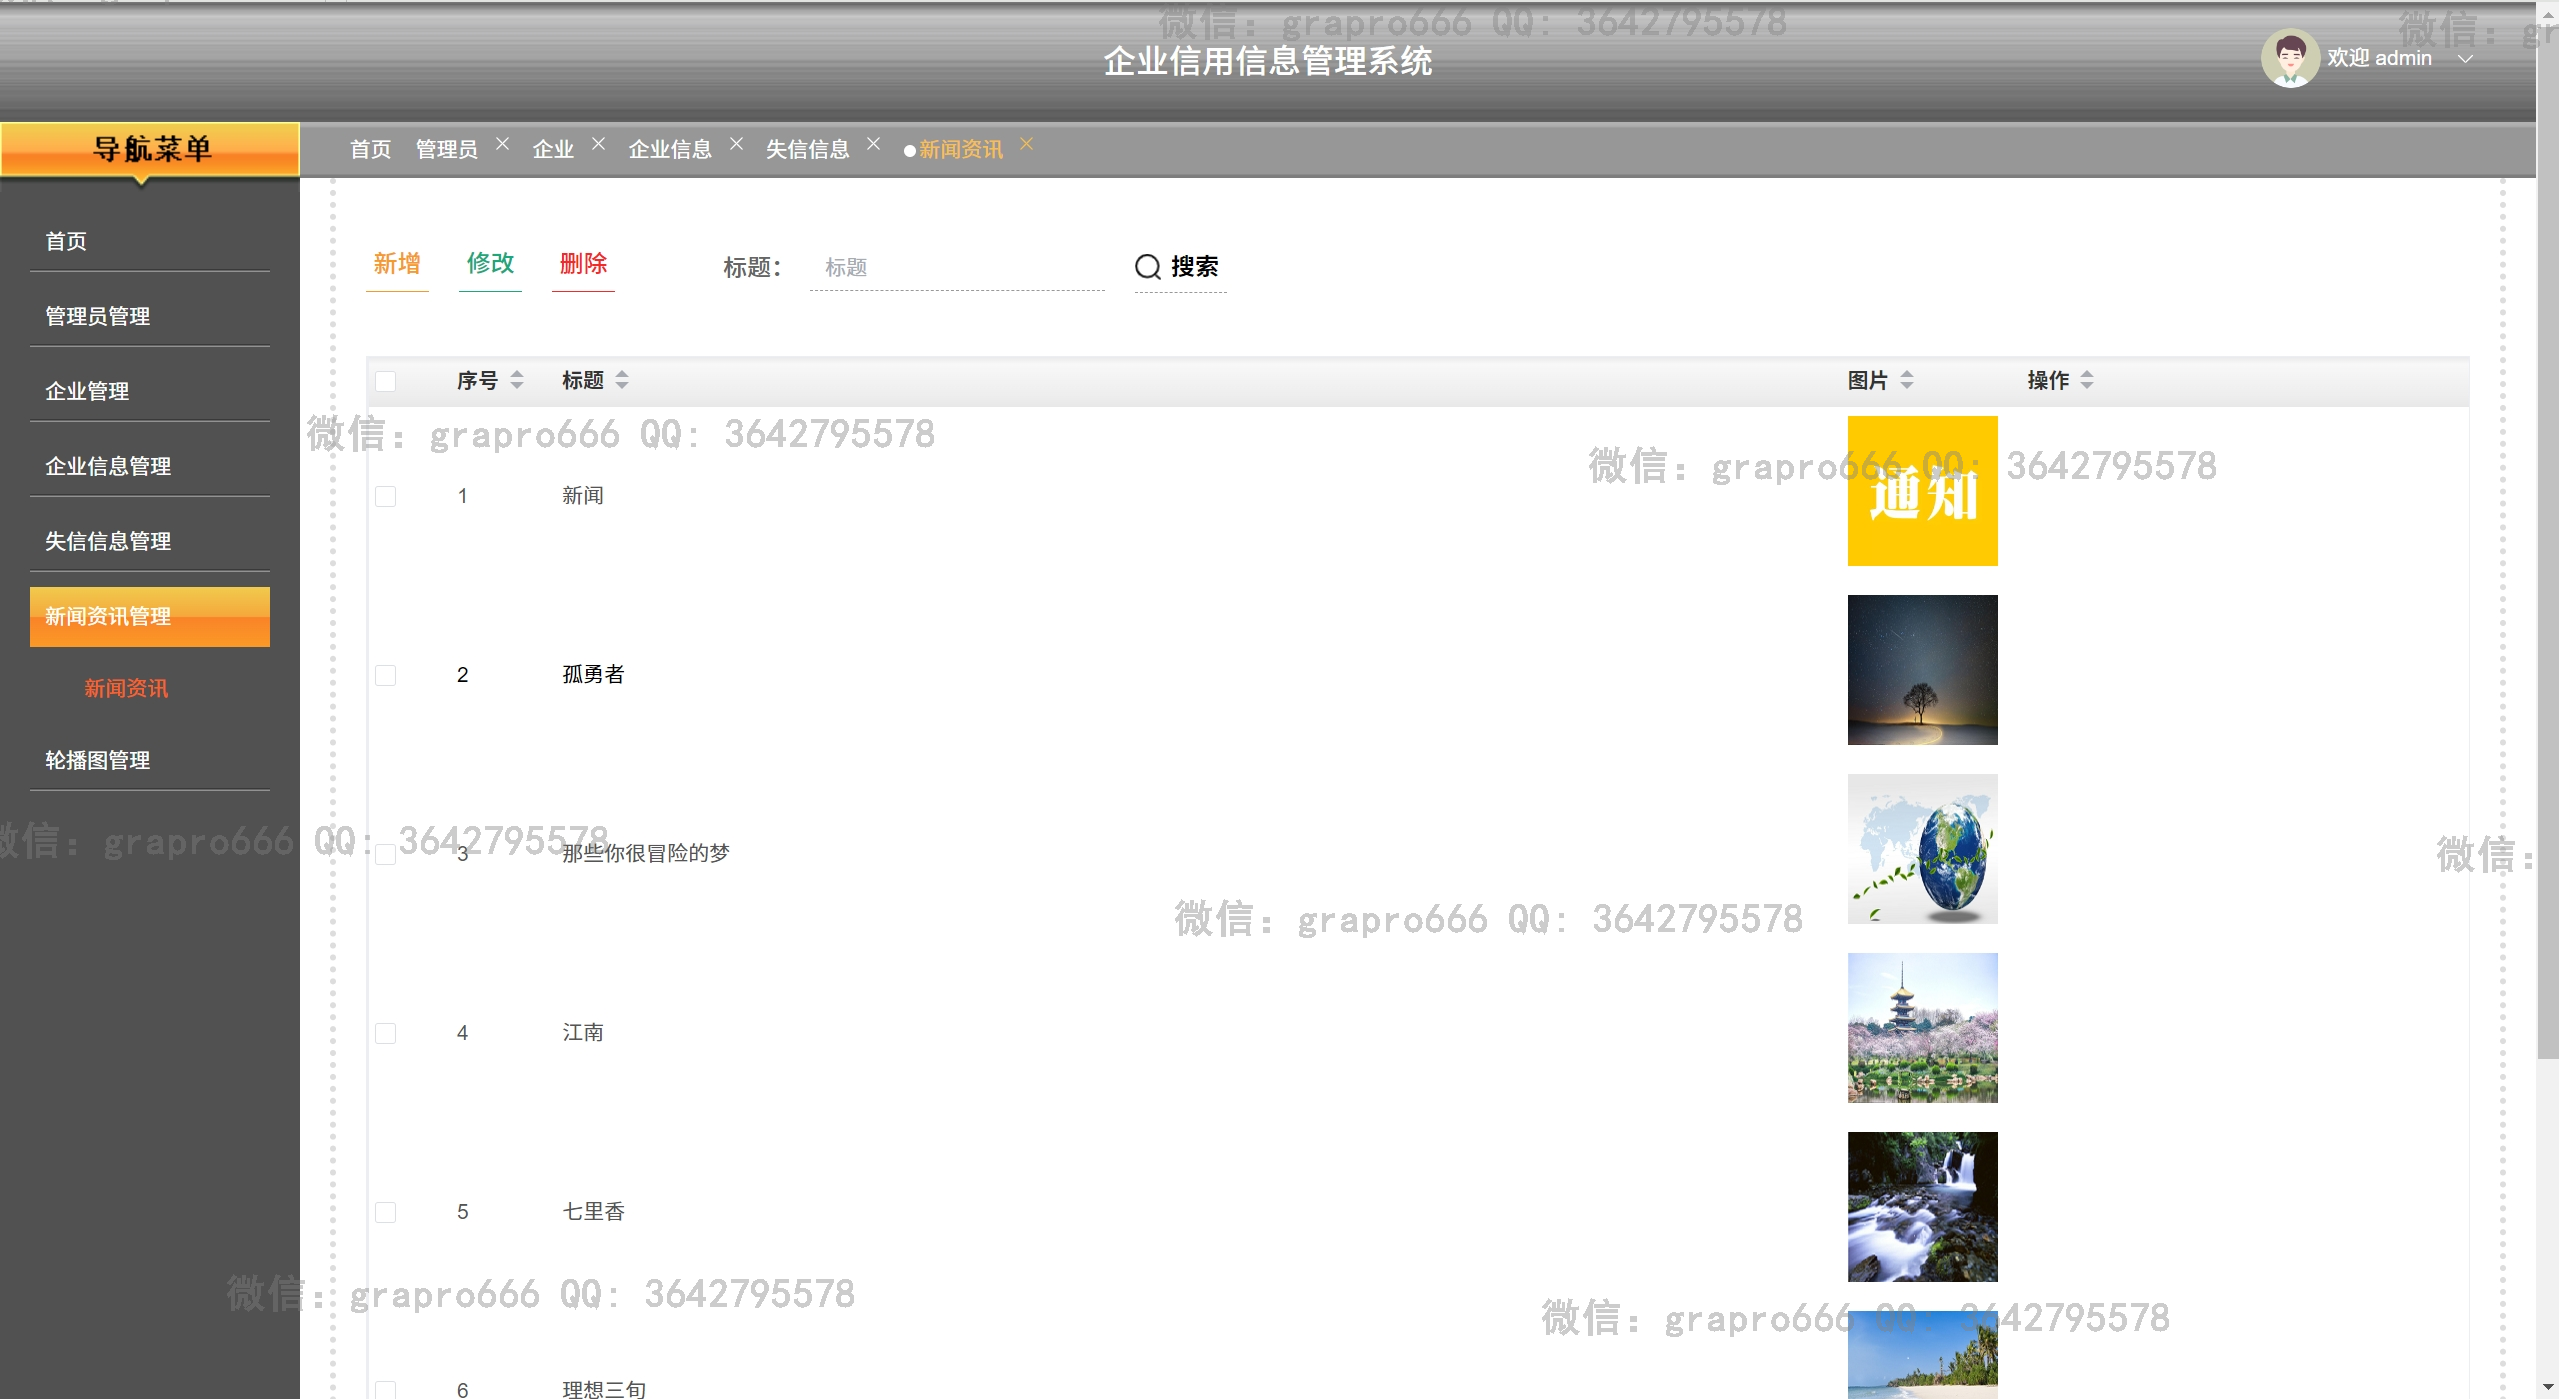 微信：grapro666 QQ：3642795578
微信：gr
企业信用信息管理系统
欢迎 admin
导航菜单
首页 管理员 企业 企业信息 失信信息 新闻资讯
首页
管理员管理
企业管理
企业信息管理
失信信息管理
新闻资讯管理
新闻资讯
轮播图管理
新增 修改 删除 标题： 标题 搜索
序号 标题 图片 操作
微信：grapro666 QQ：3642795578
微信：grapro666 QQ：3642795578
1 新闻
通知
2 孤勇者
微信：grapro666 QQ：3642795578
3 那些你很冒险的梦
微信：
微信：grapro666 QQ：3642795578
4 江南
5 七里香
微信：grapro666 QQ：3642795578
微信：grapro666 QQ：3642795578
6 理想三旬